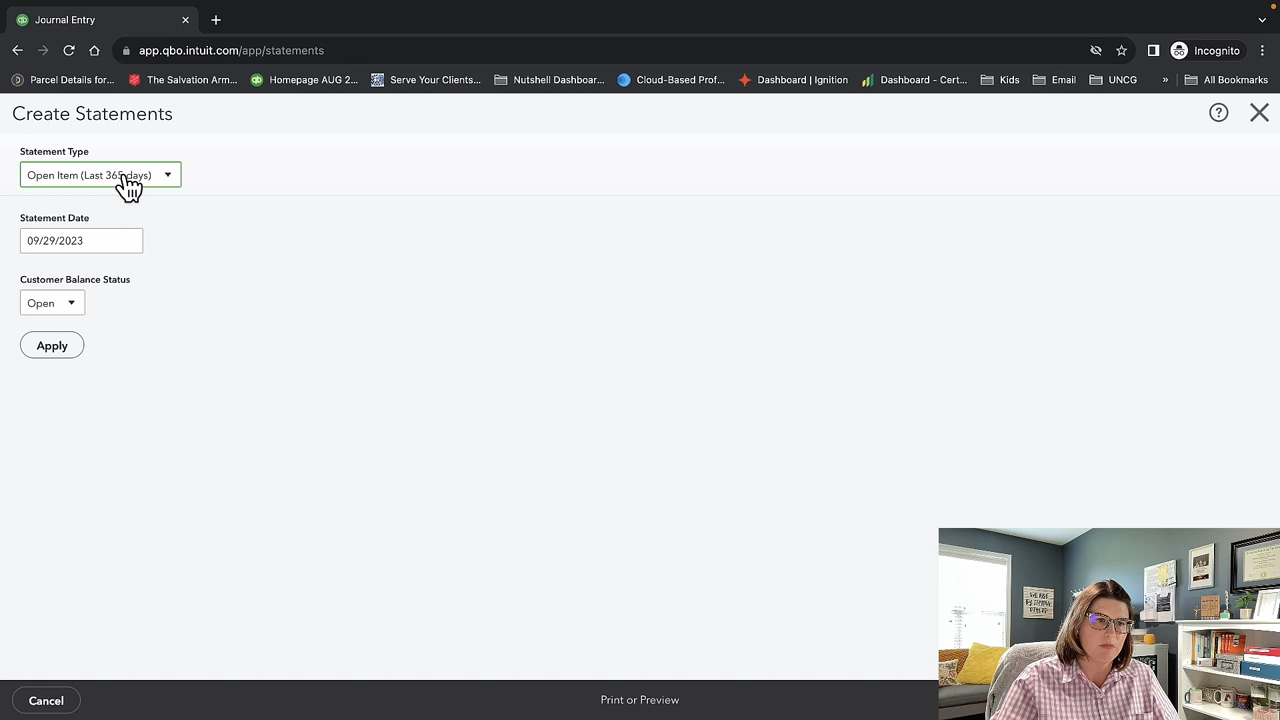 Journal Entry
app.qbo.intuit.com/app/statements
Incognito
Parcel Details for...
The Salvation Arm...
Homepage AUG 2...
Serve Your Clients...
Nutshell Dashboar...
Cloud-Based Prof...
Dashboard | Ignition
Dashboard - Cert...
Kids
Email
UNCG
»
All Bookmarks
Create Statements
Statement Type
Open Item (Last 365 days)
Statement Date
09/29/2023
Customer Balance Status
Open
Apply
Cancel
Print or Preview